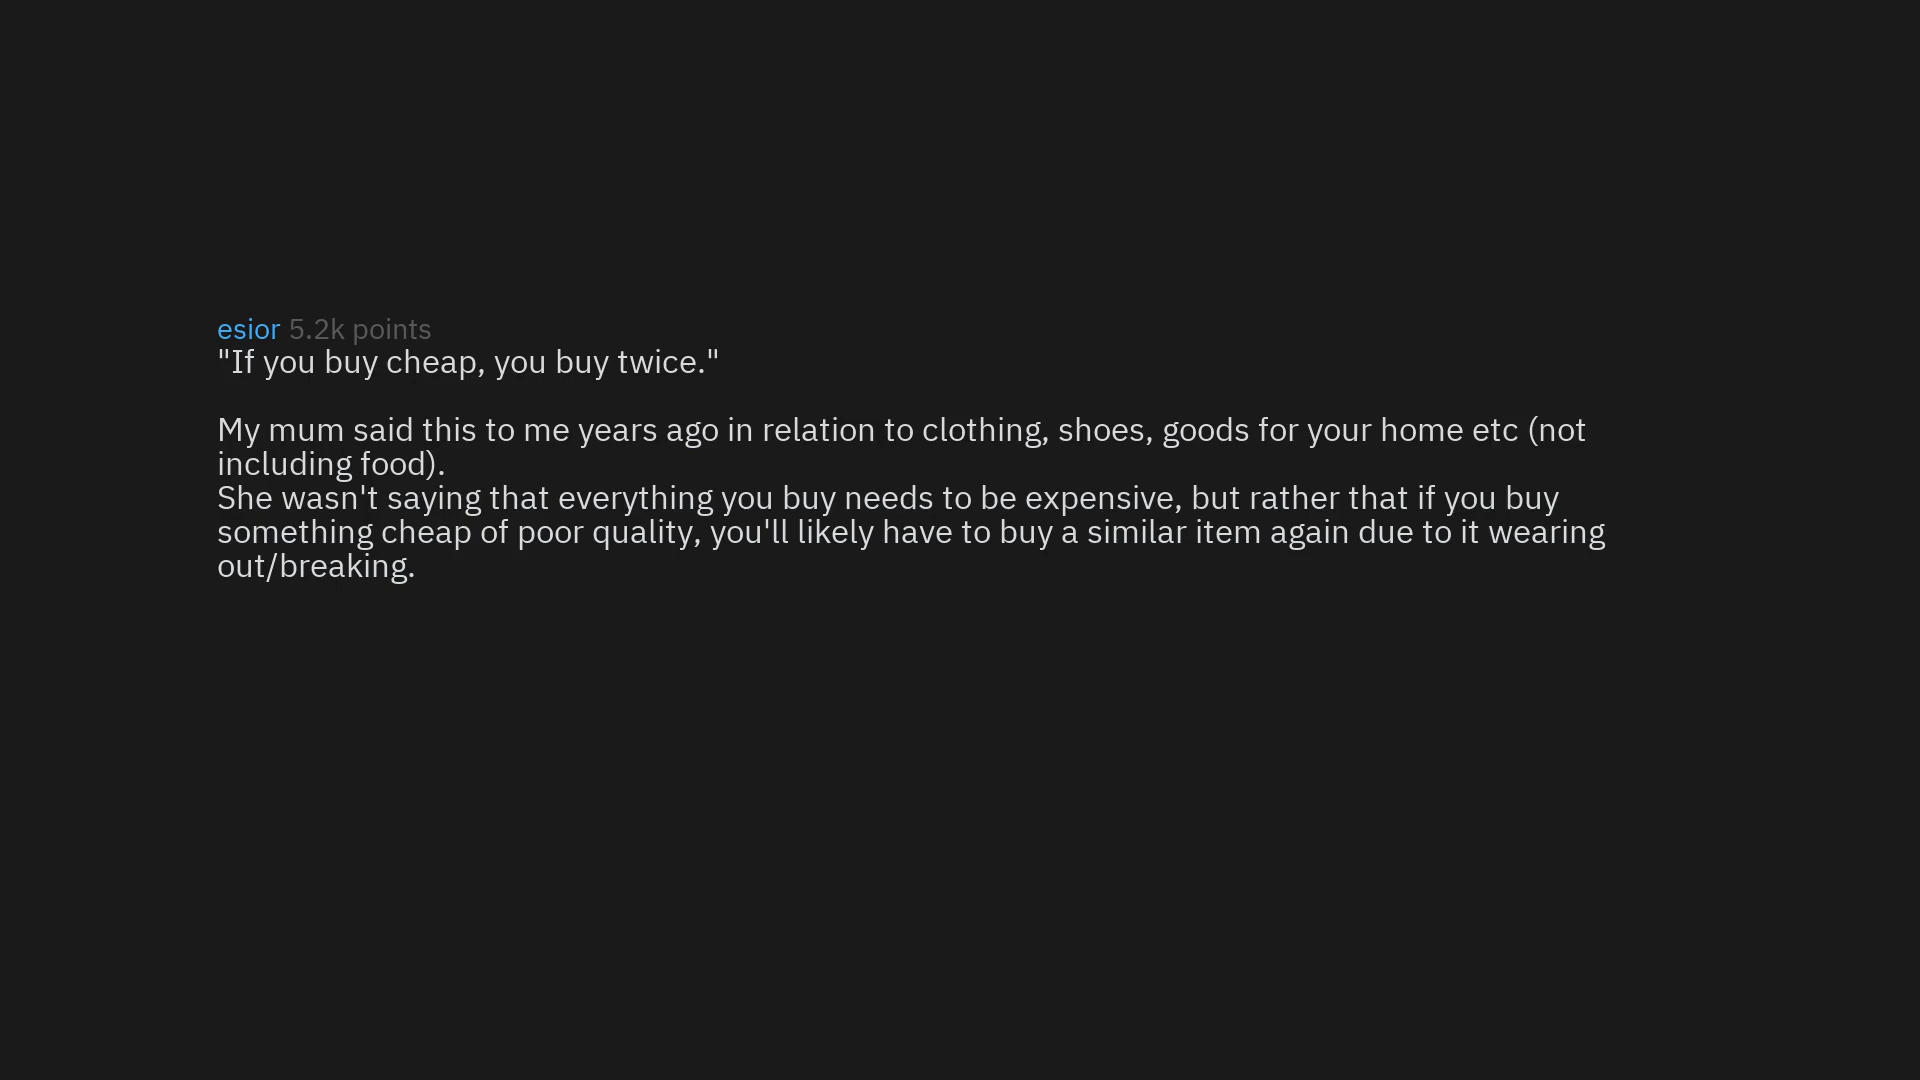 esior 5.2k points
"If you buy cheap, you buy twice."
My mum said this to me years ago in relation to clothing, shoes, goods for your home etc (not
including food).
She wasn't saying that everything you buy needs to be expensive, but rather that if you buy
something cheap of poor quality, you'll likely have to buy a similar item again due to it wearing
out/breaking.